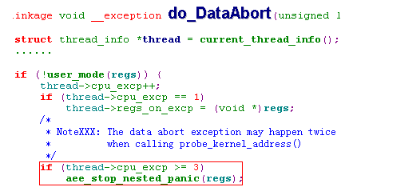 inkage void __exception do_DataAbort(unsigned l
struct thread_info *thread = current_thread_info();
......
if (!user_mode(regs)) {
thread->cpu_excp++;
if (thread->cpu_excp == 1)
thread->regs_on_excp = (void *)regs;
/*
* NoteXXX: The data abort exception may happen twice
* when calling probe_kernel_address()
*/
if (thread->cpu_excp >= 3)
aee_stop_nested_panic(regs);